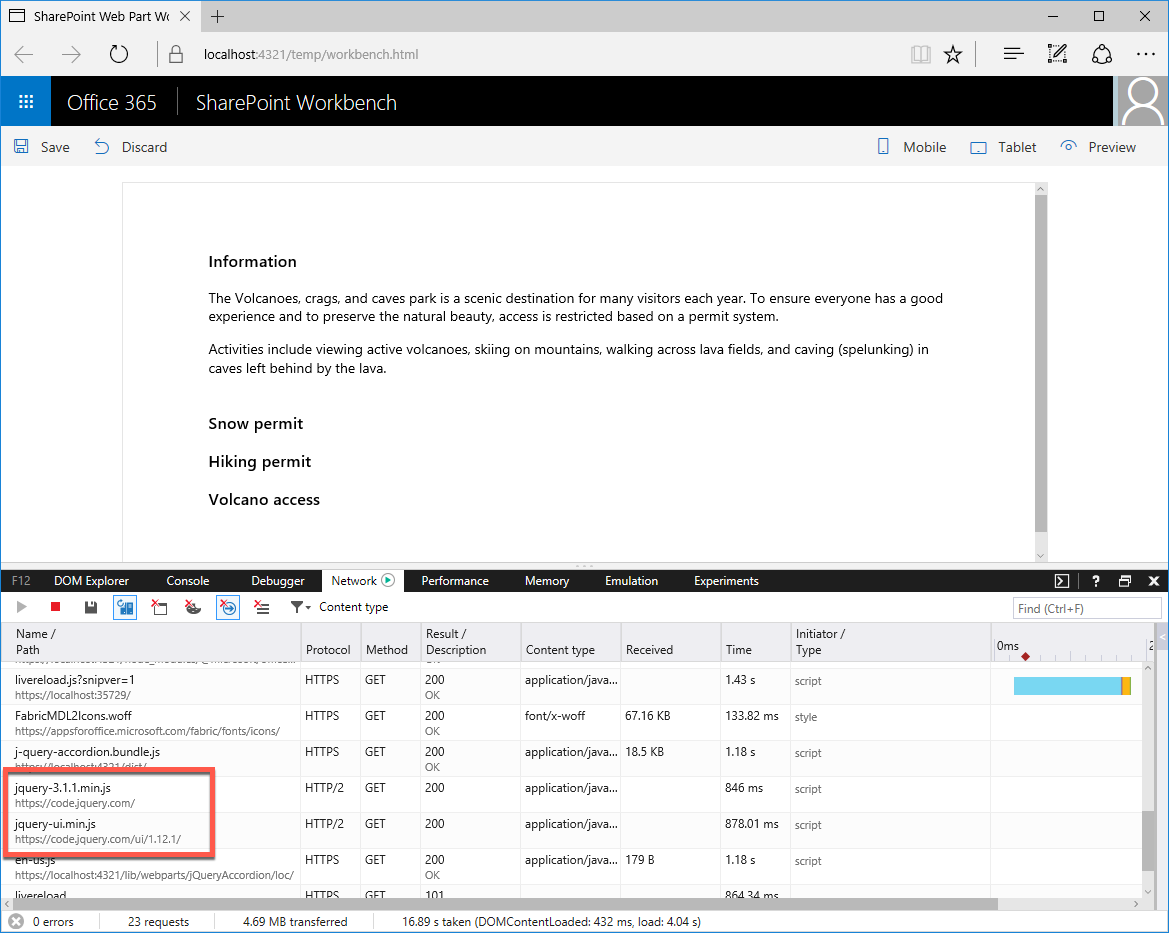 SharePoint Web Part Wo
localhost:4321/temp/workbench.html
Office 365 SharePoint Workbench
Save Discard Mobile Tablet Preview
Information
The Volcanoes, crags, and caves park is a scenic destination for many visitors each year. To ensure everyone has a good
experience and to preserve the natural beauty, access is restricted based on a permit system.
Activities include viewing active volcanoes, skiing on mountains, walking across lava fields, and caving (spelunking) in
caves left behind by the lava.
Snow permit
Hiking permit
Volcano access
F12 DOM Explorer Console Debugger Network Performance Memory Emulation Experiments ?
Content type Find (Ctrl+F)
Name / Result / Initiator /
Path Protocol Method Description Content type Received Time Type 0ms 2
livereload.js?snipver=1 HTTPS GET 200 application/java... 1.43 s script
https://localhost:35729/ OK
FabricMDL2Icons.woff HTTPS GET 200 font/x-woff 67.16 KB 133.82 ms style
https://appsforoffice.microsoft.com/fabric/fonts/icons/ OK
j-query-accordion.bundle.js HTTPS GET 200 application/java... 18.5 KB 1.18 s script
https://localhost:4321/dist/ OK
jquery-3.1.1.min.js HTTP/2 GET 200 846 ms script
https://code.jquery.com/
jquery-ui.min.js HTTP/2 GET 200 878.01 ms script
https://code.jquery.com/ui/1.12.1/
en-us.js HTTPS GET 200 application/java... 179 B 1.18 s script
https://localhost:4321/lib/webparts/jQueryAccordion/loc/ OK
livereload 101 864.34 ms
0 errors 23 requests 4.69 MB transferred 16.89 s taken (DOMContentLoaded: 432 ms, load: 4.04 s)